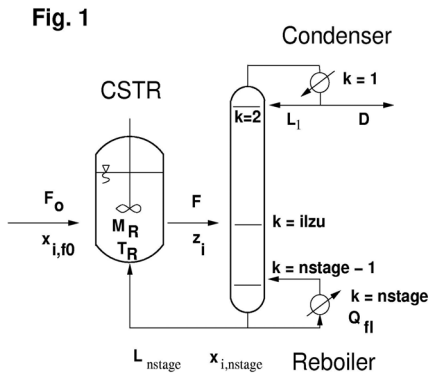 Fig. 1
Condenser
k = 1
CSTR
k=2
L1
D
Fo
F
MR
TR
xi,f0
zi
k = ilzu
k = nstage − 1
k = nstage
Qfl
Lnstage
xi,nstage
Reboiler